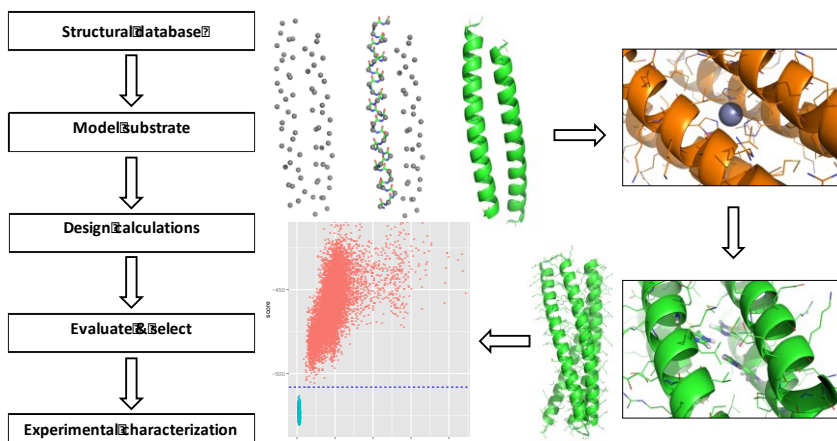 Structural database
Model substrate
Design calculations
Evaluate & select
Experimental characterization
score
−450
−500